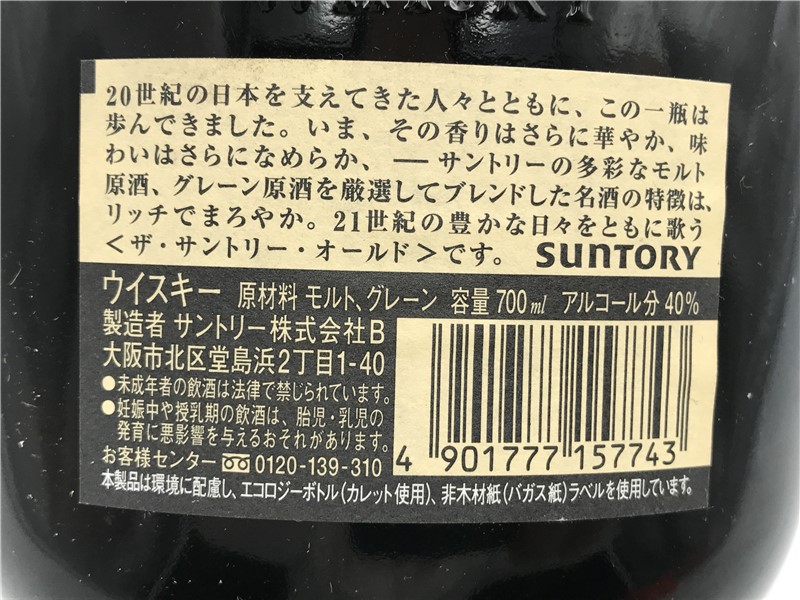 20世紀の日本を支えてきた人々とともに、この一瓶は
歩んできました。いま、その香りはさらに華やか、味
わいはさらになめらか、―サントリーの多彩なモルト
原酒、グレーン原酒を厳選してブレンドした名酒の特徴は、
リッチでまろやか。21世紀の豊かな日々をともに歌う
＜ザ・サントリー・オールド＞です。 SUNTORY
ウイスキー 原材料 モルト、グレーン 容量 700ml アルコール分 40%
製造者 サントリー株式会社B
大阪市北区堂島浜2丁目1-40
●未成年者の飲酒は法律で禁じられています。
●妊娠中や授乳期の飲酒は、胎児・乳児の
発育に悪影響を与えるおそれがあります。
お客様センター 0120-139-310
4 901777 157743
本製品は環境に配慮し、エコロジーボトル(カレット使用)、非木材紙(バガス紙)ラベルを使用しています。